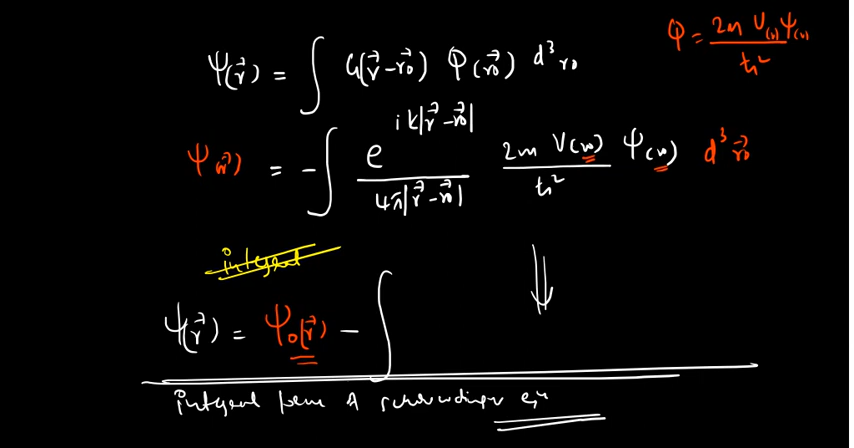 φ = 2m V(r) ψ(r) / ħ²
ψ(r⃗) = ∫ G(r⃗-r⃗₀) φ(r⃗₀) d³r₀
ψ(r⃗) = -∫ e^{ik|r⃗-r⃗₀|} / 4π|r⃗-r⃗₀| 2m V(r₀) / ħ² ψ(r₀) d³r⃗₀
integral
ψ(r⃗) = ψ₀(r⃗) - ∫ ⇓
integral form of schrodinger eqn